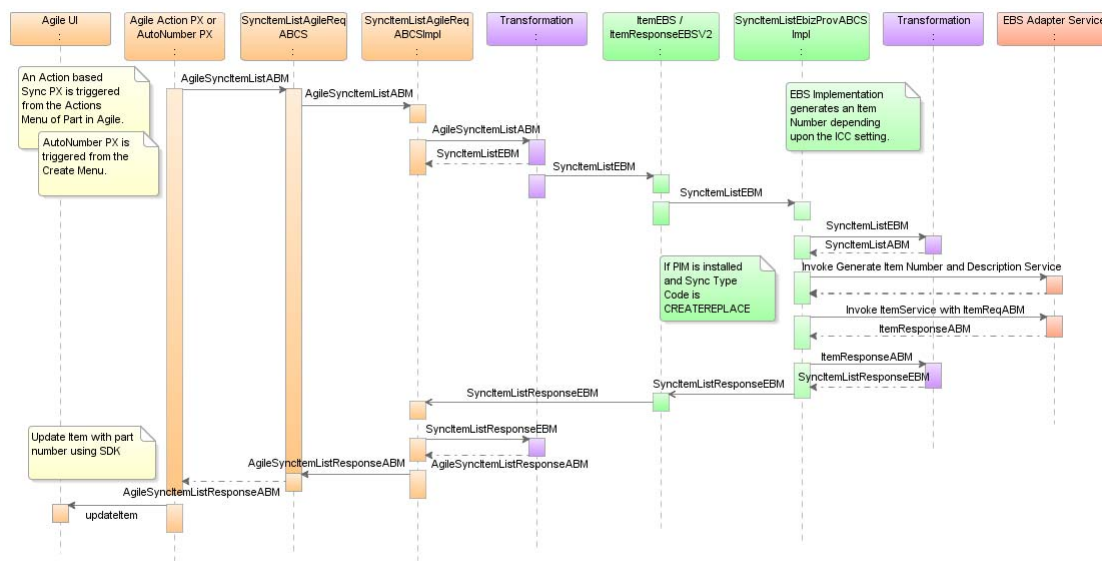 Agile UI
:
Agile Action PX or
AutoNumber PX
:
SyncItemListAgileReq
ABCS
:
SyncItemListAgileReq
ABCSImpl
:
Transformation
:
ItemEBS /
ItemResponseEBSV2
:
SyncItemListEbizProvABCS
Impl
:
Transformation
:
EBS Adapter Service
:
An Action based
Sync PX is triggered
from the Actions
Menu of Part in Agile.
AutoNumber PX is
triggered from the
Create Menu.
AgileSyncItemListABM
AgileSyncItemListABM
EBS Implementation
generates an Item
Number depending
upon the ICC setting.
AgileSyncItemListABM
SyncItemListEBM
SyncItemListEBM
SyncItemListEBM
SyncItemListEBM
SyncItemListABM
If PIM is installed
and Sync Type
Code is
CREATEREPLACE
Invoke Generate Item Number and Description Service
Invoke ItemService with ItemReqABM
ItemResponseABM
ItemResponseABM
SyncItemListResponseEBM
SyncItemListResponseEBM
SyncItemListResponseEBM
SyncItemListResponseEBM
Update Item with part
number using SDK
AgileSyncItemListResponseABM
AgileSyncItemListResponseABM
AgileSyncItemListResponseABM
updateItem